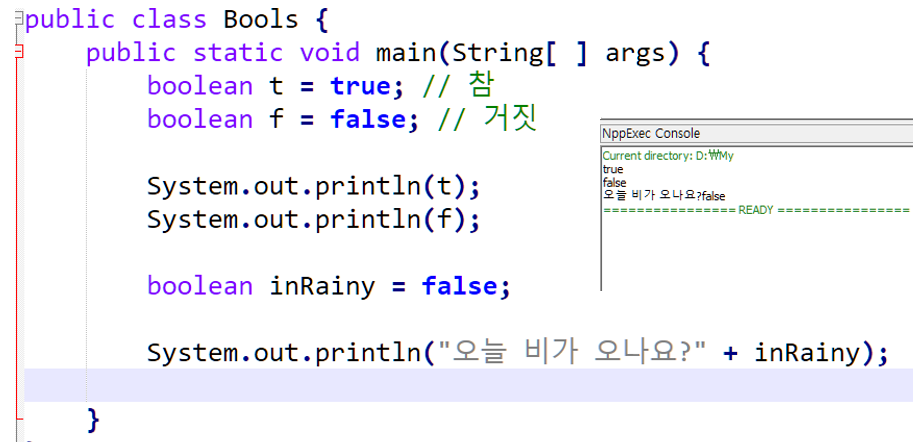 public class Bools {
public static void main(String[ ] args) {
boolean t = true; // 참
boolean f = false; // 거짓
System.out.println(t);
System.out.println(f);
boolean inRainy = false;
System.out.println("오늘 비가 오나요?" + inRainy);
}
NppExec Console
Current directory: D:₩My
true
false
오늘 비가 오나요?false
================ READY ================